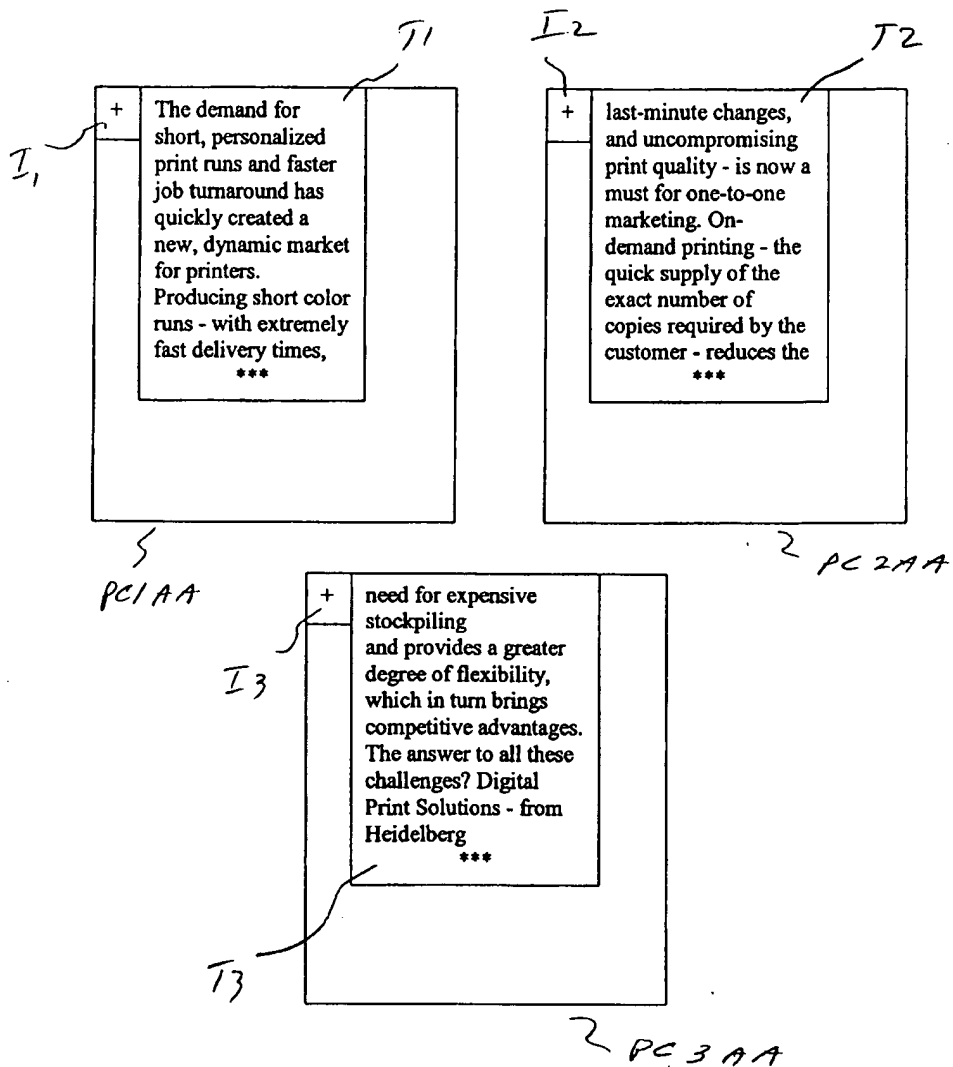 T1
I1
+
The demand for
short, personalized
print runs and faster
job turnaround has
quickly created a
new, dynamic market
for printers.
Producing short color
runs - with extremely
fast delivery times,
***
PC1AA
I2
T2
+
last-minute changes,
and uncompromising
print quality - is now a
must for one-to-one
marketing. On-
demand printing - the
quick supply of the
exact number of
copies required by the
customer - reduces the
***
PC2AA
+
I3
need for expensive
stockpiling
and provides a greater
degree of flexibility,
which in turn brings
competitive advantages.
The answer to all these
challenges? Digital
Print Solutions - from
Heidelberg
***
T3
PC3AA